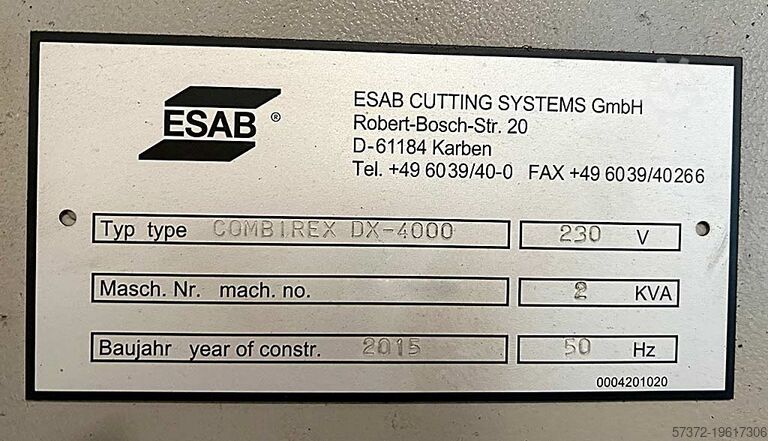 ESAB ®
ESAB CUTTING SYSTEMS GmbH
Robert-Bosch-Str. 20
D-61184 Karben
Tel. +49 6039/40-0 FAX +49 6039/40266
Typ type COMBIREX DX-4000 230 V
Masch. Nr. mach. no. 2 KVA
Baujahr year of constr. 2015 50 Hz
0004201020
57372-19617306